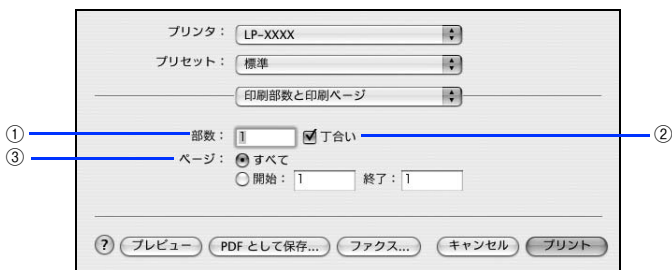 プリンタ： LP-XXXX
プリセット： 標準
印刷部数と印刷ページ
① 部数： 1 丁合い ②
③ ページ： すべて
開始： 1 終了： 1
? プレビュー PDF として保存... ファクス... キャンセル プリント